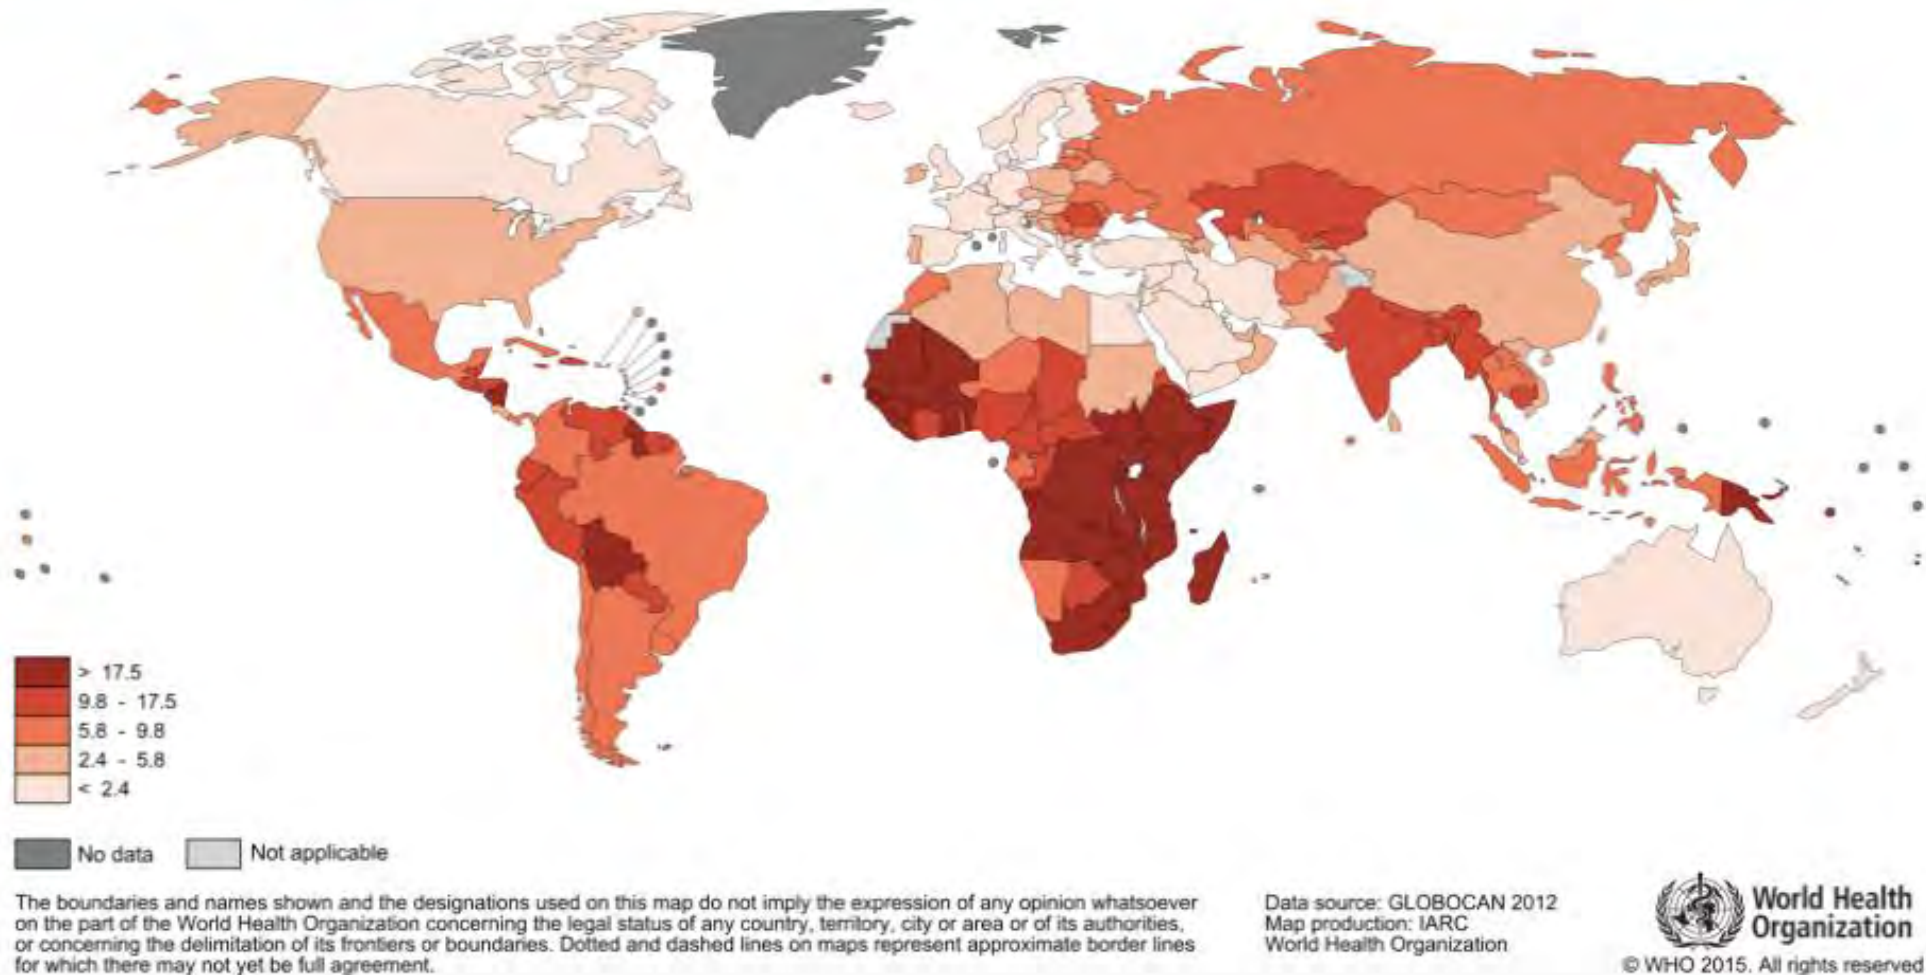 > 17.5
9.8 - 17.5
5.8 - 9.8
2.4 - 5.8
< 2.4
No data
Not applicable
The boundaries and names shown and the designations used on this map do not imply the expression of any opinion whatsoever
on the part of the World Health Organization concerning the legal status of any country, territory, city or area or of its authorities,
or concerning the delimitation of its frontiers or boundaries. Dotted and dashed lines on maps represent approximate border lines
for which there may not yet be full agreement.
Data source: GLOBOCAN 2012
Map production: IARC
World Health Organization
World Health
Organization
© WHO 2015. All rights reserved